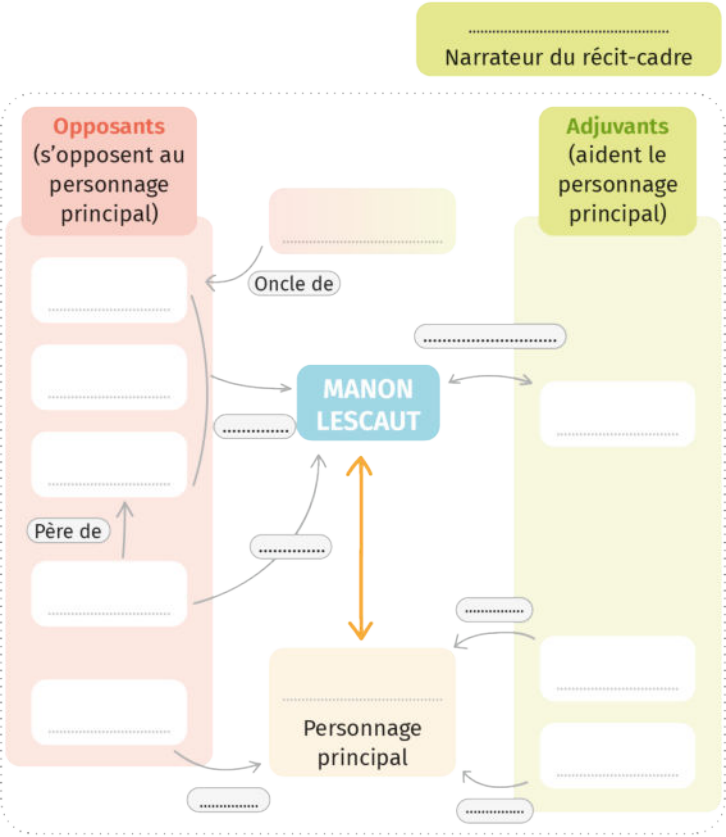 Narrateur du récit-cadre
Opposants
(s'opposent au
personnage
principal)
Adjuvants
(aident le
personnage
principal)
Oncle de
MANON
LESCAUT
Père de
Personnage
principal